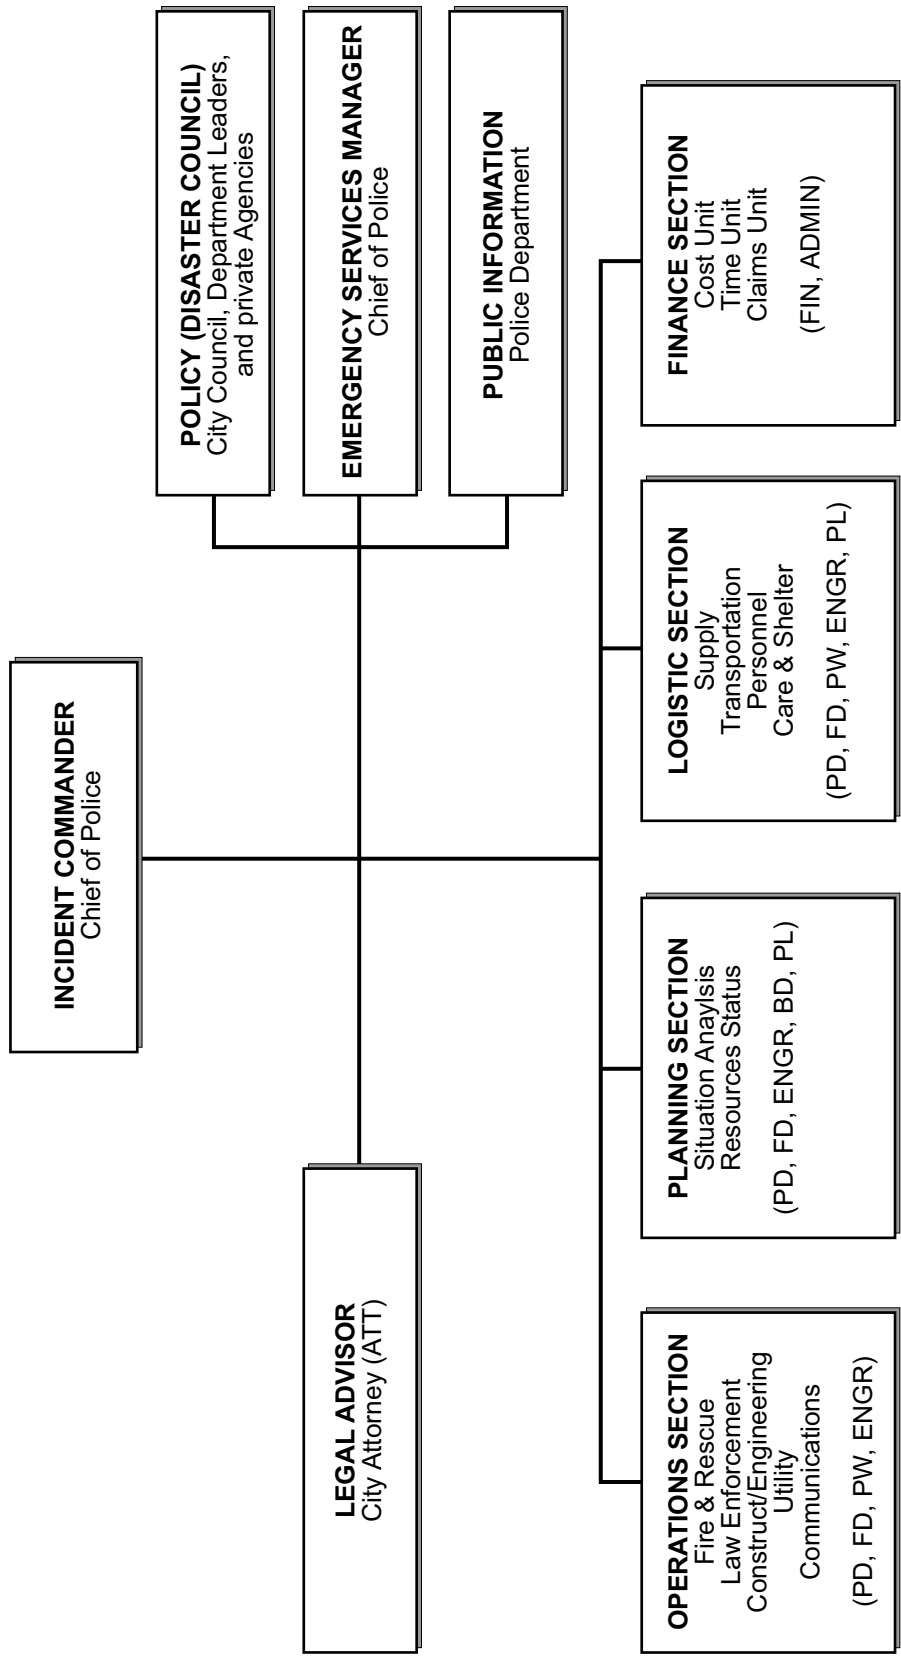 INCIDENT COMMANDER
Chief of Police
LEGAL ADVISOR
City Attorney (ATT)
POLICY (DISASTER COUNCIL)
City Council, Department Leaders,
and private Agencies
EMERGENCY SERVICES MANAGER
Chief of Police
PUBLIC INFORMATION
Police Department
OPERATIONS SECTION
Fire & Rescue
Law Enforcement
Construct/Engineering
Utility
Communications
(PD, FD, PW, ENGR)
PLANNING SECTION
Situation Anaylsis
Resources Status
(PD, FD, ENGR, BD, PL)
LOGISTIC SECTION
Supply
Transportation
Personnel
Care & Shelter
(PD, FD, PW, ENGR, PL)
FINANCE SECTION
Cost Unit
Time Unit
Claims Unit
(FIN, ADMIN)